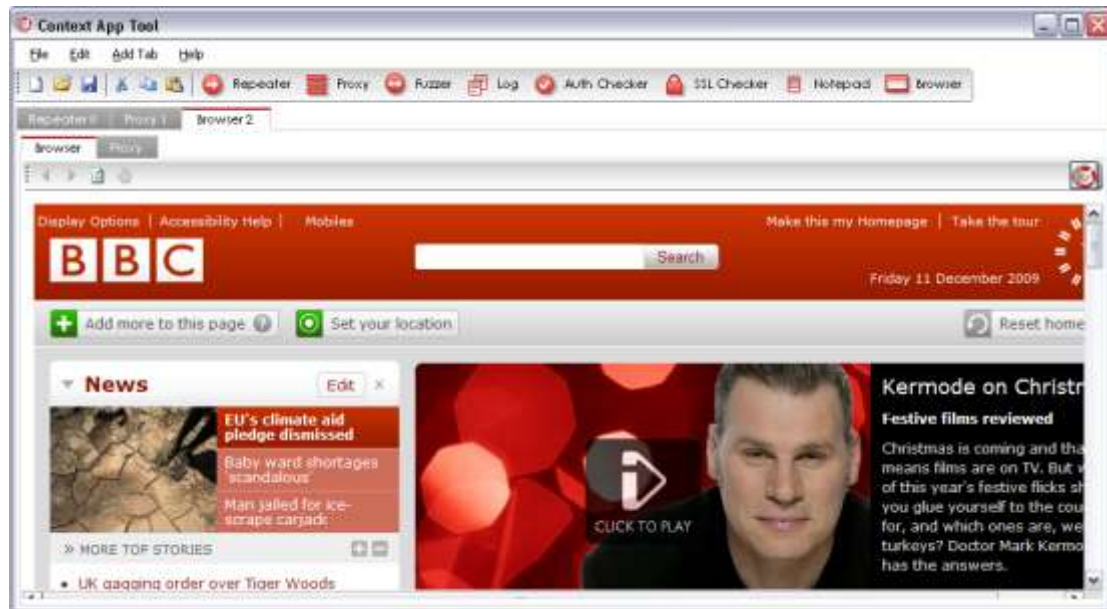 Context App Tool
File Edit Add Tab Help
Repeater Proxy Fuzzer Log Auth Checker SSL Checker Notepad Browser
Repeater 0 Proxy 1 Browser 2
Browser Proxy
Display Options | Accessibility Help | Mobiles Make this my Homepage | Take the tour
BBC Search
Friday 11 December 2009
Add more to this page ? Set your location Reset home
News Edit ×
EU's climate aid
pledge dismissed
Baby ward shortages
'scandalous'
Man jailed for ice-
scrape carjack
» MORE TOP STORIES
• UK gagging order over Tiger Woods
CLICK TO PLAY
Kermode on Christ
Festive films reviewed
Christmas is coming and tha
means films are on TV. But
of this year's festive flicks sh
you glue yourself to the cou
for, and which ones are, we
turkeys? Doctor Mark Kermo
has the answers.